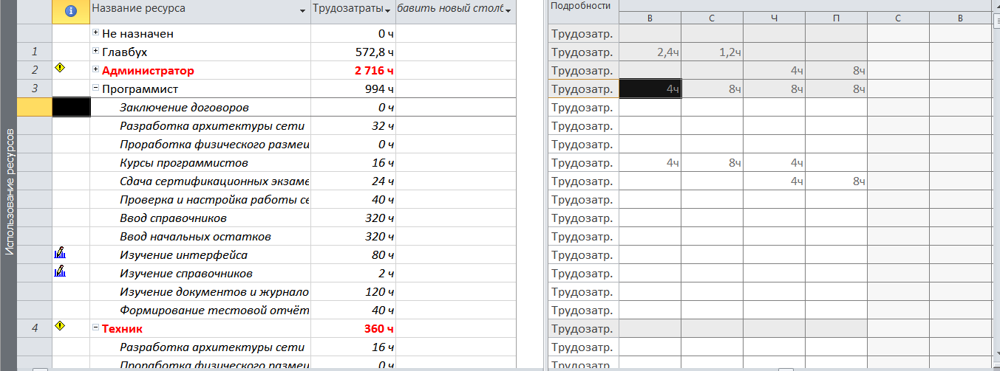 Название ресурса Трудозатраты бавить новый столб Подробности
В С Ч П С В
Не назначен 0 ч Трудозатр.
1 Главбух 572,8 ч Трудозатр. 2,4ч 1,2ч
2 Администратор 2 716 ч Трудозатр. 4ч 8ч
3 Программист 994 ч Трудозатр. 4ч 8ч 8ч 8ч
Заключение договоров 0 ч Трудозатр.
Разработка архитектуры сети 32 ч Трудозатр.
Проработка физического размещ 0 ч Трудозатр.
Курсы программистов 16 ч Трудозатр. 4ч 8ч 4ч
Сдача сертификационных экзаме 24 ч Трудозатр. 4ч 8ч
Проверка и настройка работы се 40 ч Трудозатр.
Ввод справочников 320 ч Трудозатр.
Ввод начальных остатков 320 ч Трудозатр.
Изучение интерфейса 80 ч Трудозатр.
Изучение справочников 2 ч Трудозатр.
Изучение документов и журнало 120 ч Трудозатр.
Формирование тестовой отчёт 40 ч Трудозатр.
4 Техник 360 ч Трудозатр.
Разработка архитектуры сети 16 ч Трудозатр.
Проработка физического размещ 0 ч Трудозатр.
Использование ресурсов